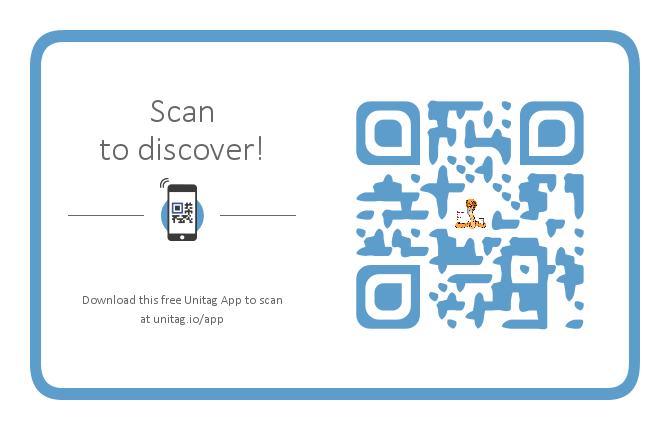 Scan
to discover!
Download this free Unitag App to scan
at unitag.io/app